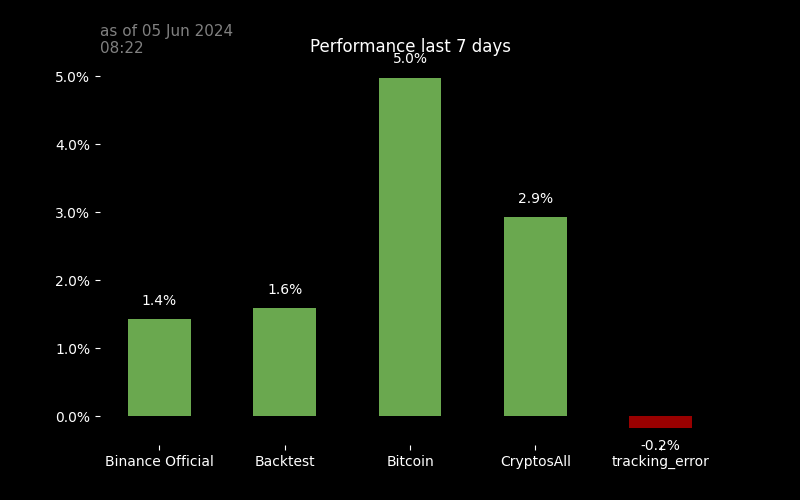 as of 05 Jun 2024
08:22
Performance last 7 days
5.0%
5.0%
4.0%
3.0%
2.9%
2.0%
1.6%
1.4%
1.0%
0.0%
-0.2%
Binance Official
Backtest
Bitcoin
CryptosAll
tracking_error